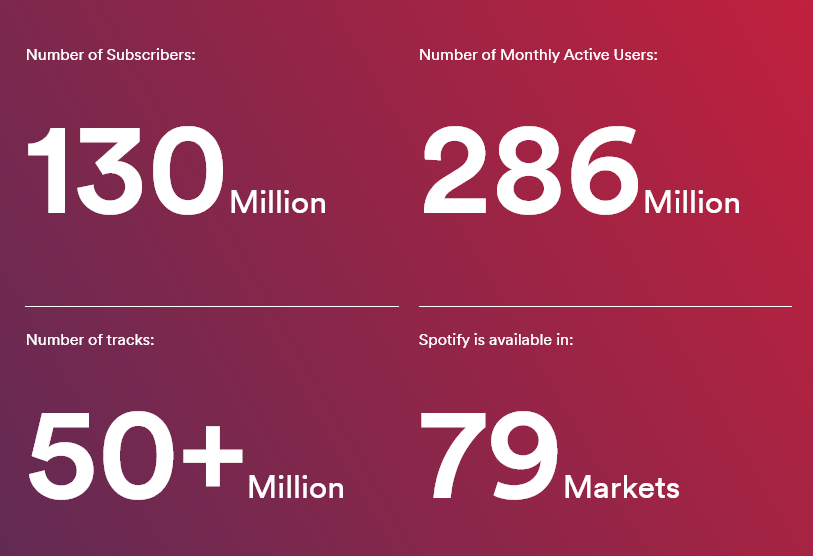 Number of Subscribers:
130 Million
Number of Monthly Active Users:
286 Million
Number of tracks:
50+ Million
Spotify is available in:
79 Markets